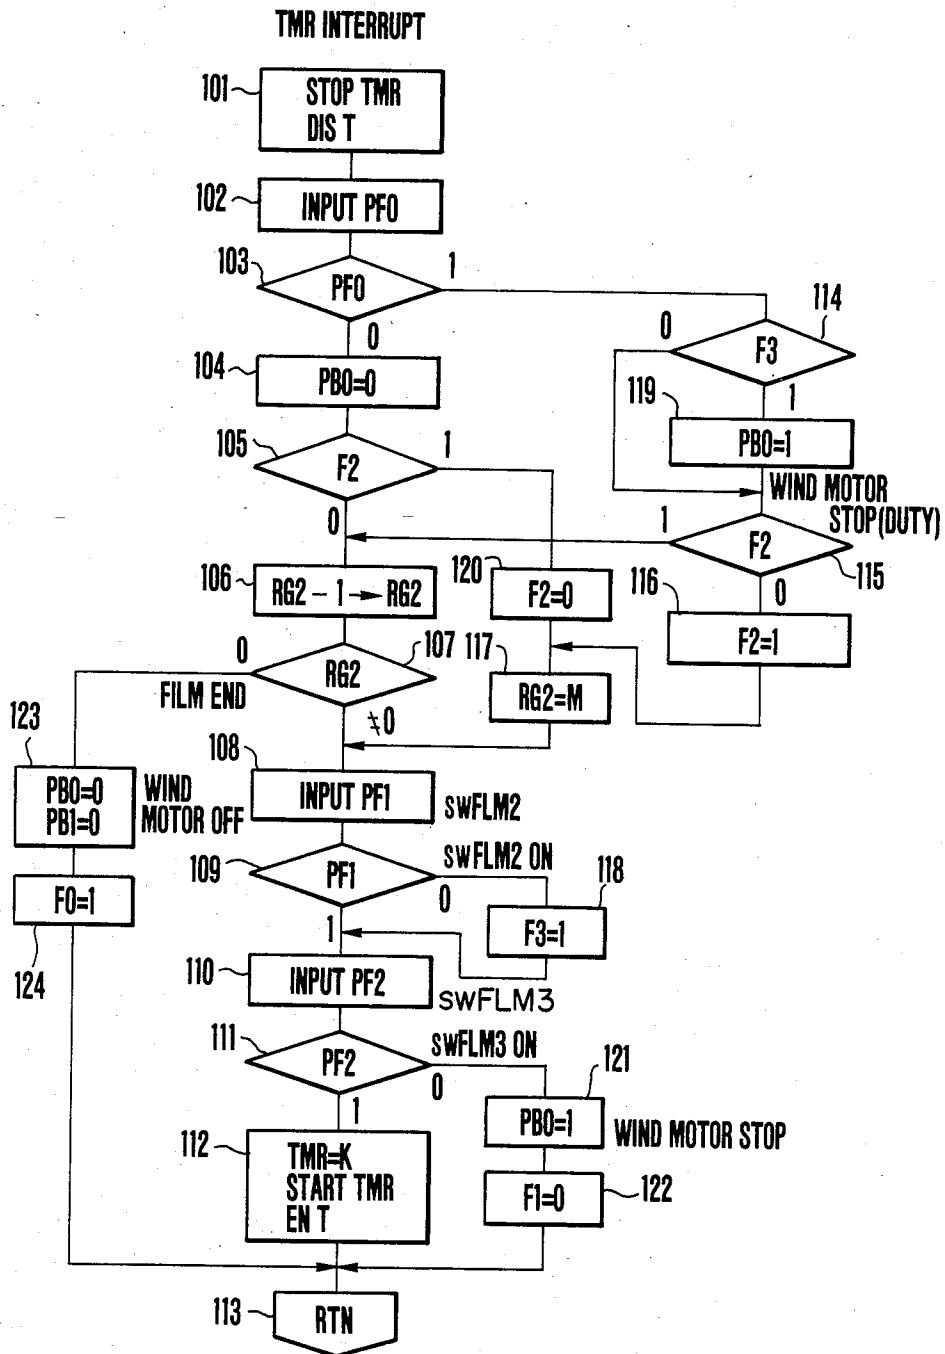 TMR INTERRUPT
101
STOP TMR
DIS T
102
INPUT PF0
103
PF0
1
0
114
F3
0
1
104
PB0=0
119
PB0=1
105
F2
1
0
WIND MOTOR
STOP(DUTY)
1
F2
115
0
106
RG2－1→RG2
120
F2=0
116
F2=1
107
0
RG2
FILM END
≠0
117
RG2=M
123
PB0=0
PB1=0
WIND
MOTOR OFF
108
INPUT PF1
swFLM2
109
PF1
swFLM2 ON
0
1
118
F3=1
F0=1
124
110
INPUT PF2
swFLM3
111
PF2
swFLM3 ON
0
1
121
PB0=1
WIND MOTOR STOP
112
TMR=K
START TMR
EN T
F1=0
122
113
RTN